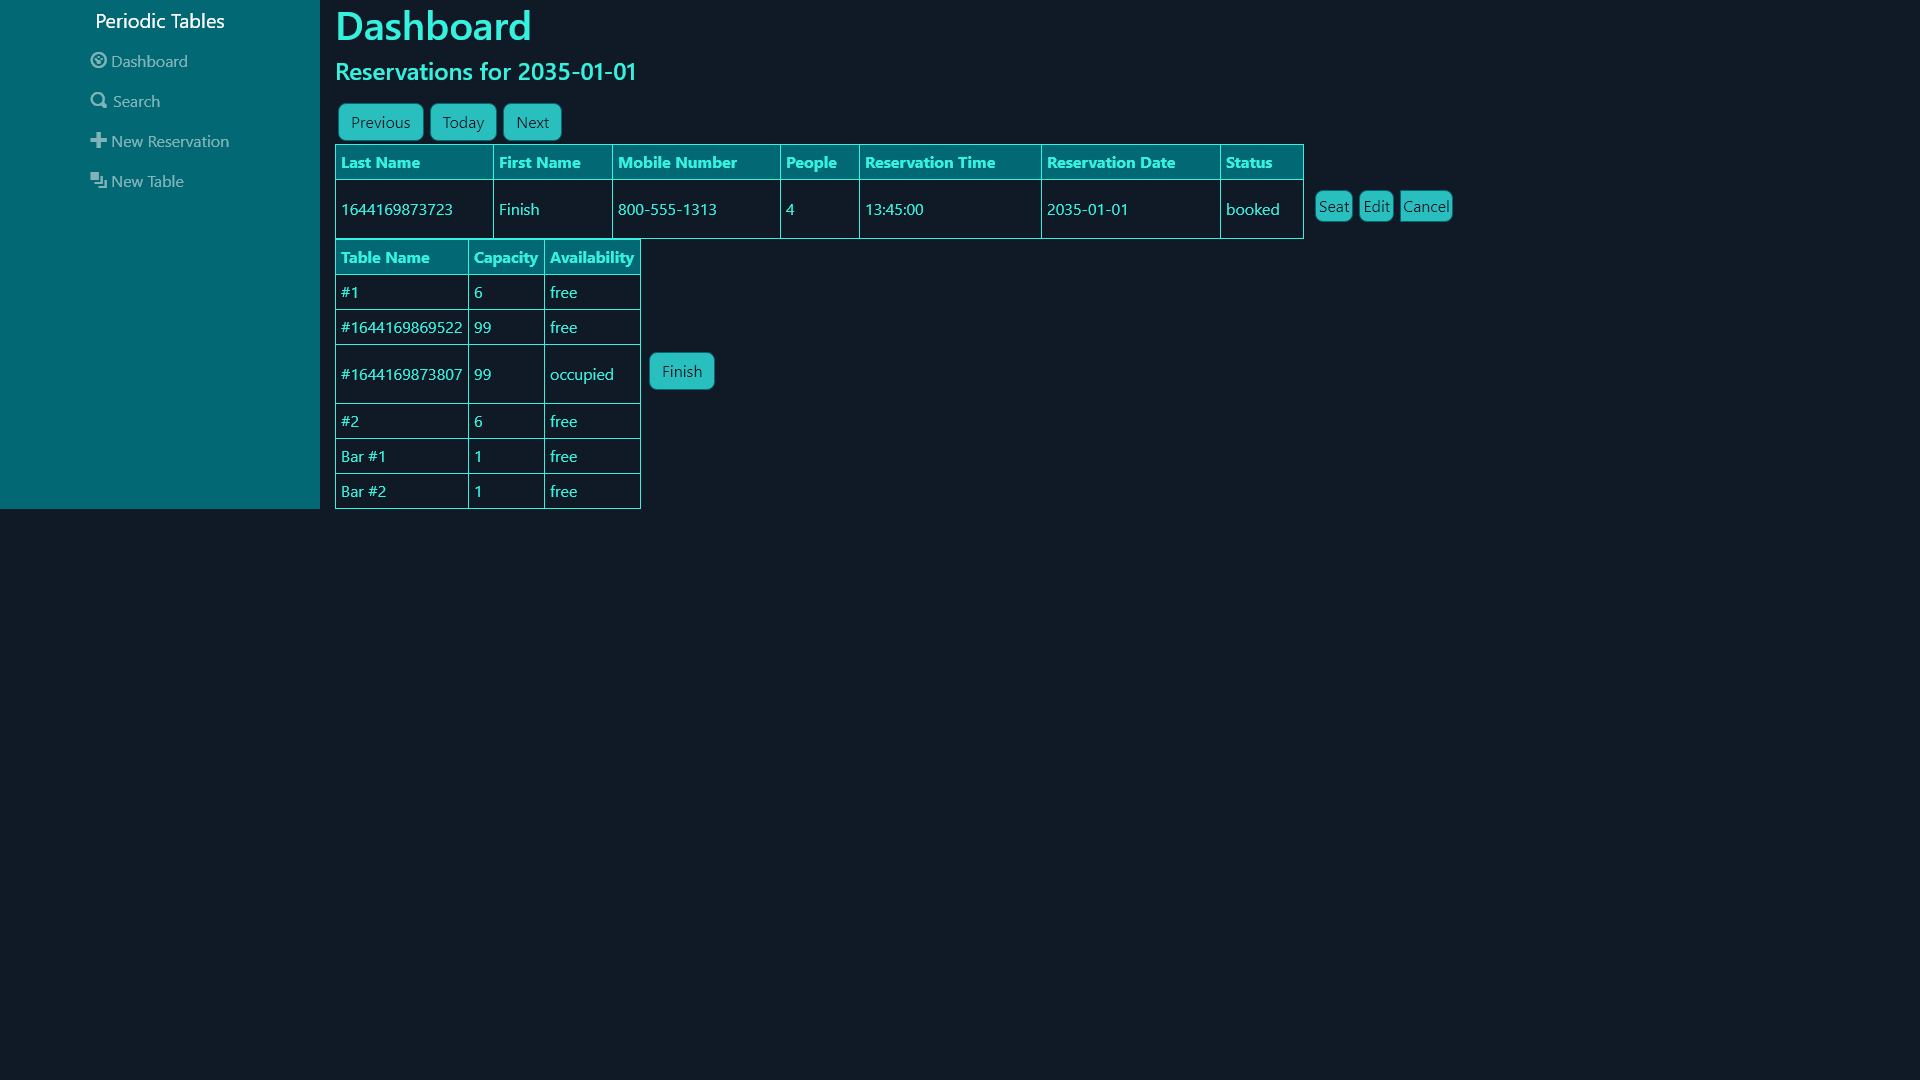 Periodic Tables
Dashboard
Search
New Reservation
New Table
Dashboard
Reservations for 2035-01-01
Previous Today Next
Last Name First Name Mobile Number People Reservation Time Reservation Date Status
1644169873723 Finish 800-555-1313 4 13:45:00 2035-01-01 booked Seat Edit Cancel
Table Name Capacity Availability
#1 6 free
#1644169869522 99 free
#1644169873807 99 occupied Finish
#2 6 free
Bar #1 1 free
Bar #2 1 free